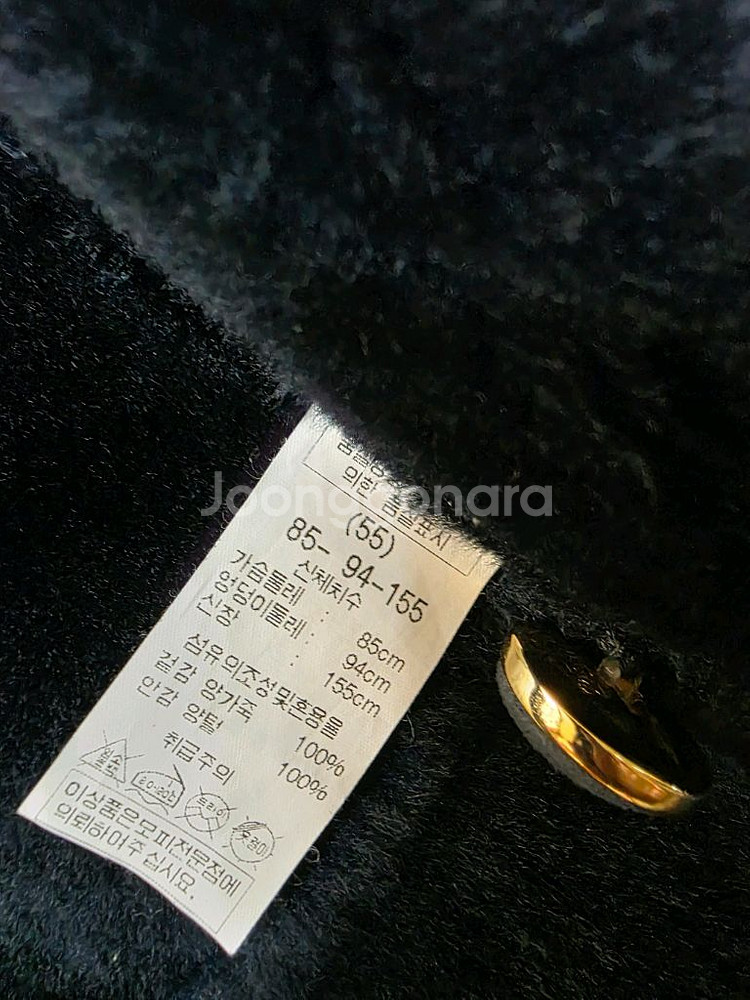 의한 품질표시
(55)
85- 94-155
신체치수
가슴둘레 : 85cm
엉덩이둘레 : 94cm
신장 : 155cm
섬유의조성및혼용율
겉감 양가죽 100%
안감 양털 100%
취급주의
이상품은모피전문점에
의뢰하여주십시요.
Joonggonara